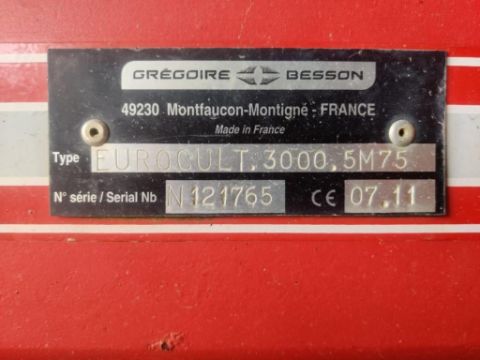 GRÉGOIRE BESSON
49230 Montfaucon-Montigné - FRANCE
Made in France
Type EUROCULT.3000.5M75
N° série / Serial Nb N121765 CE 07.11